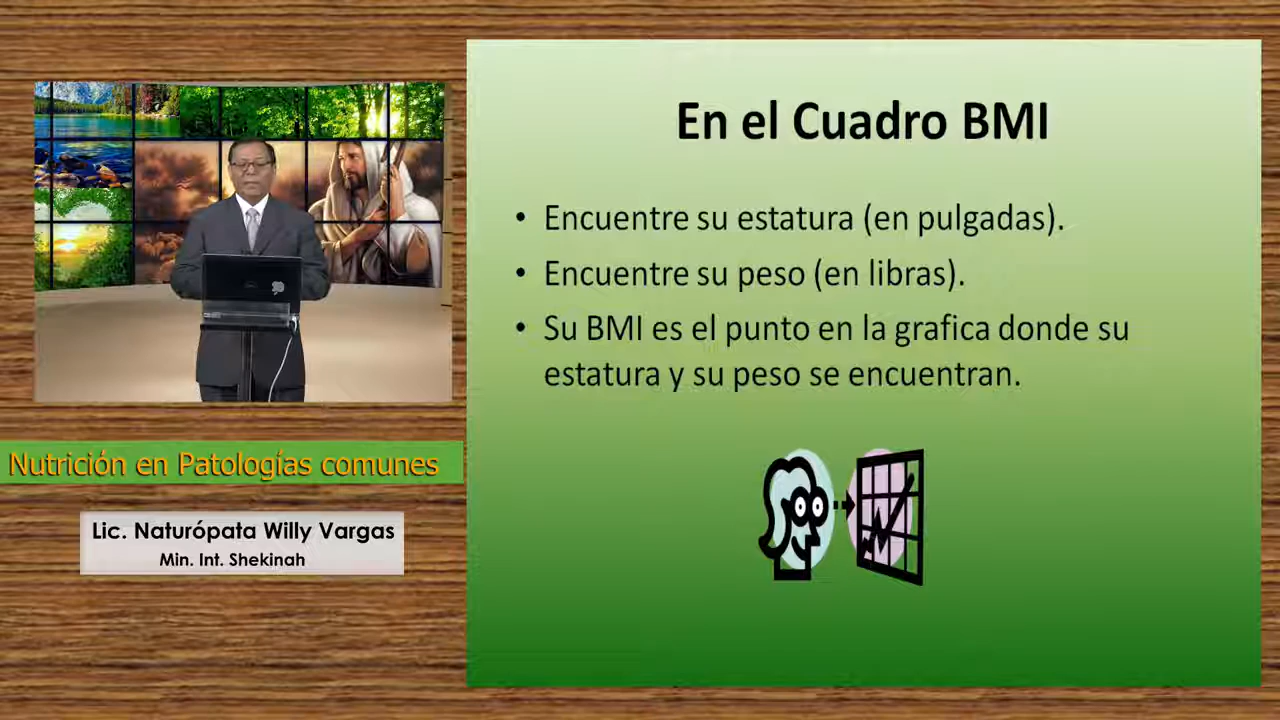 En el Cuadro BMI
• Encuentre su estatura (en pulgadas).
• Encuentre su peso (en libras).
• Su BMI es el punto en la grafica donde su
estatura y su peso se encuentran.
Nutrición en Patologías comunes
Lic. Naturópata Willy Vargas
Min. Int. Shekinah